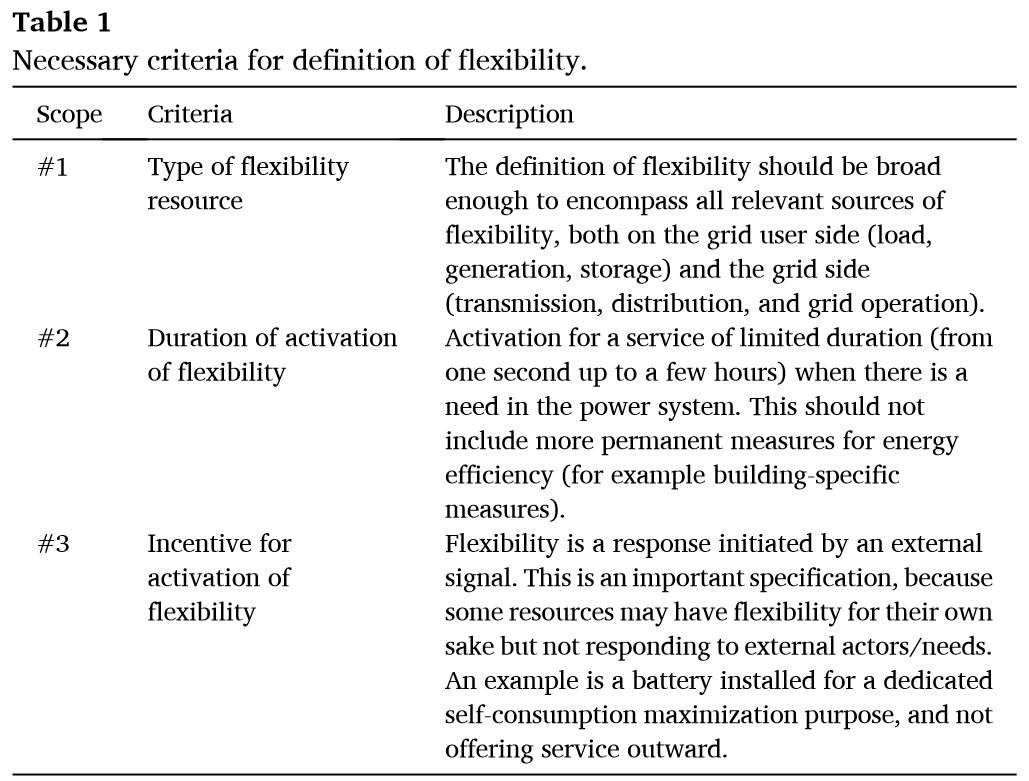 Table 1
Necessary criteria for definition of flexibility.
Scope Criteria Description
#1 Type of flexibility The definition of flexibility should be broad
resource enough to encompass all relevant sources of
flexibility, both on the grid user side (load,
generation, storage) and the grid side
(transmission, distribution, and grid operation).
#2 Duration of activation Activation for a service of limited duration (from
of flexibility one second up to a few hours) when there is a
need in the power system. This should not
include more permanent measures for energy
efficiency (for example building-specific
measures).
#3 Incentive for Flexibility is a response initiated by an external
activation of signal. This is an important specification, because
flexibility some resources may have flexibility for their own
sake but not responding to external actors/needs.
An example is a battery installed for a dedicated
self-consumption maximization purpose, and not
offering service outward.